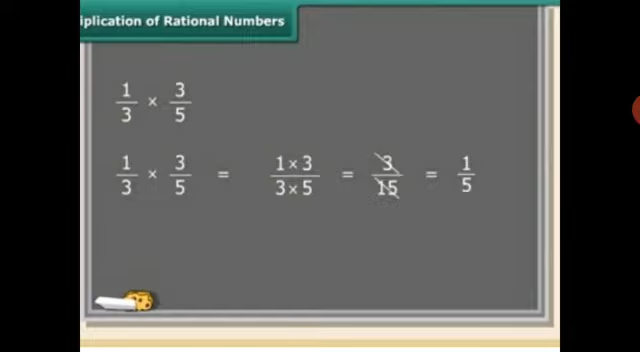 iplication of Rational Numbers
1/3 × 3/5
1/3 × 3/5 = 1×3/3×5 = 3/15 = 1/5